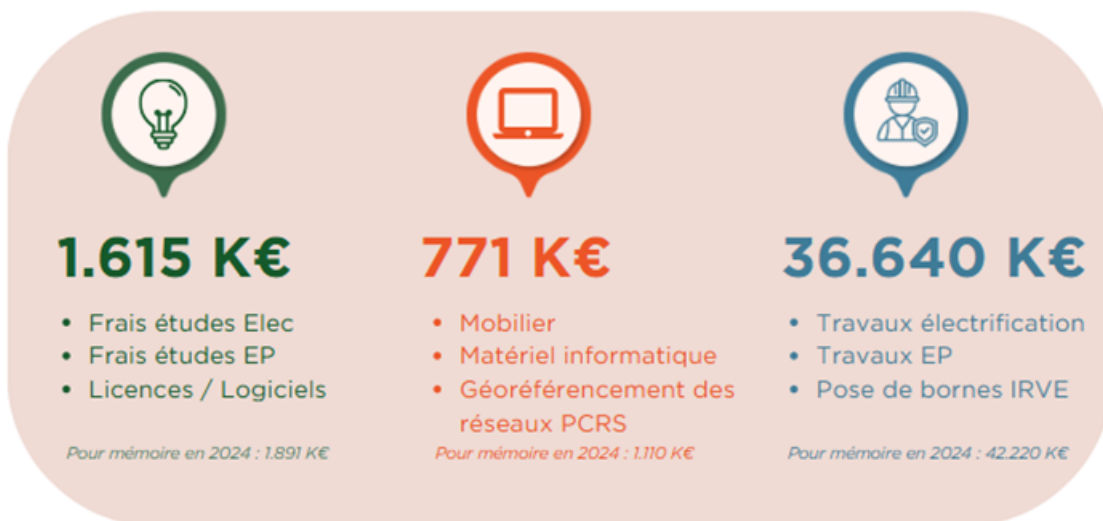 1.615 K€
• Frais études Elec
• Frais études EP
• Licences / Logiciels
Pour mémoire en 2024 : 1.891 K€
771 K€
• Mobilier
• Matériel informatique
• Géoréférencement des
réseaux PCRS
Pour mémoire en 2024 : 1.110 K€
36.640 K€
• Travaux électrification
• Travaux EP
• Pose de bornes IRVE
Pour mémoire en 2024 : 42.220 K€